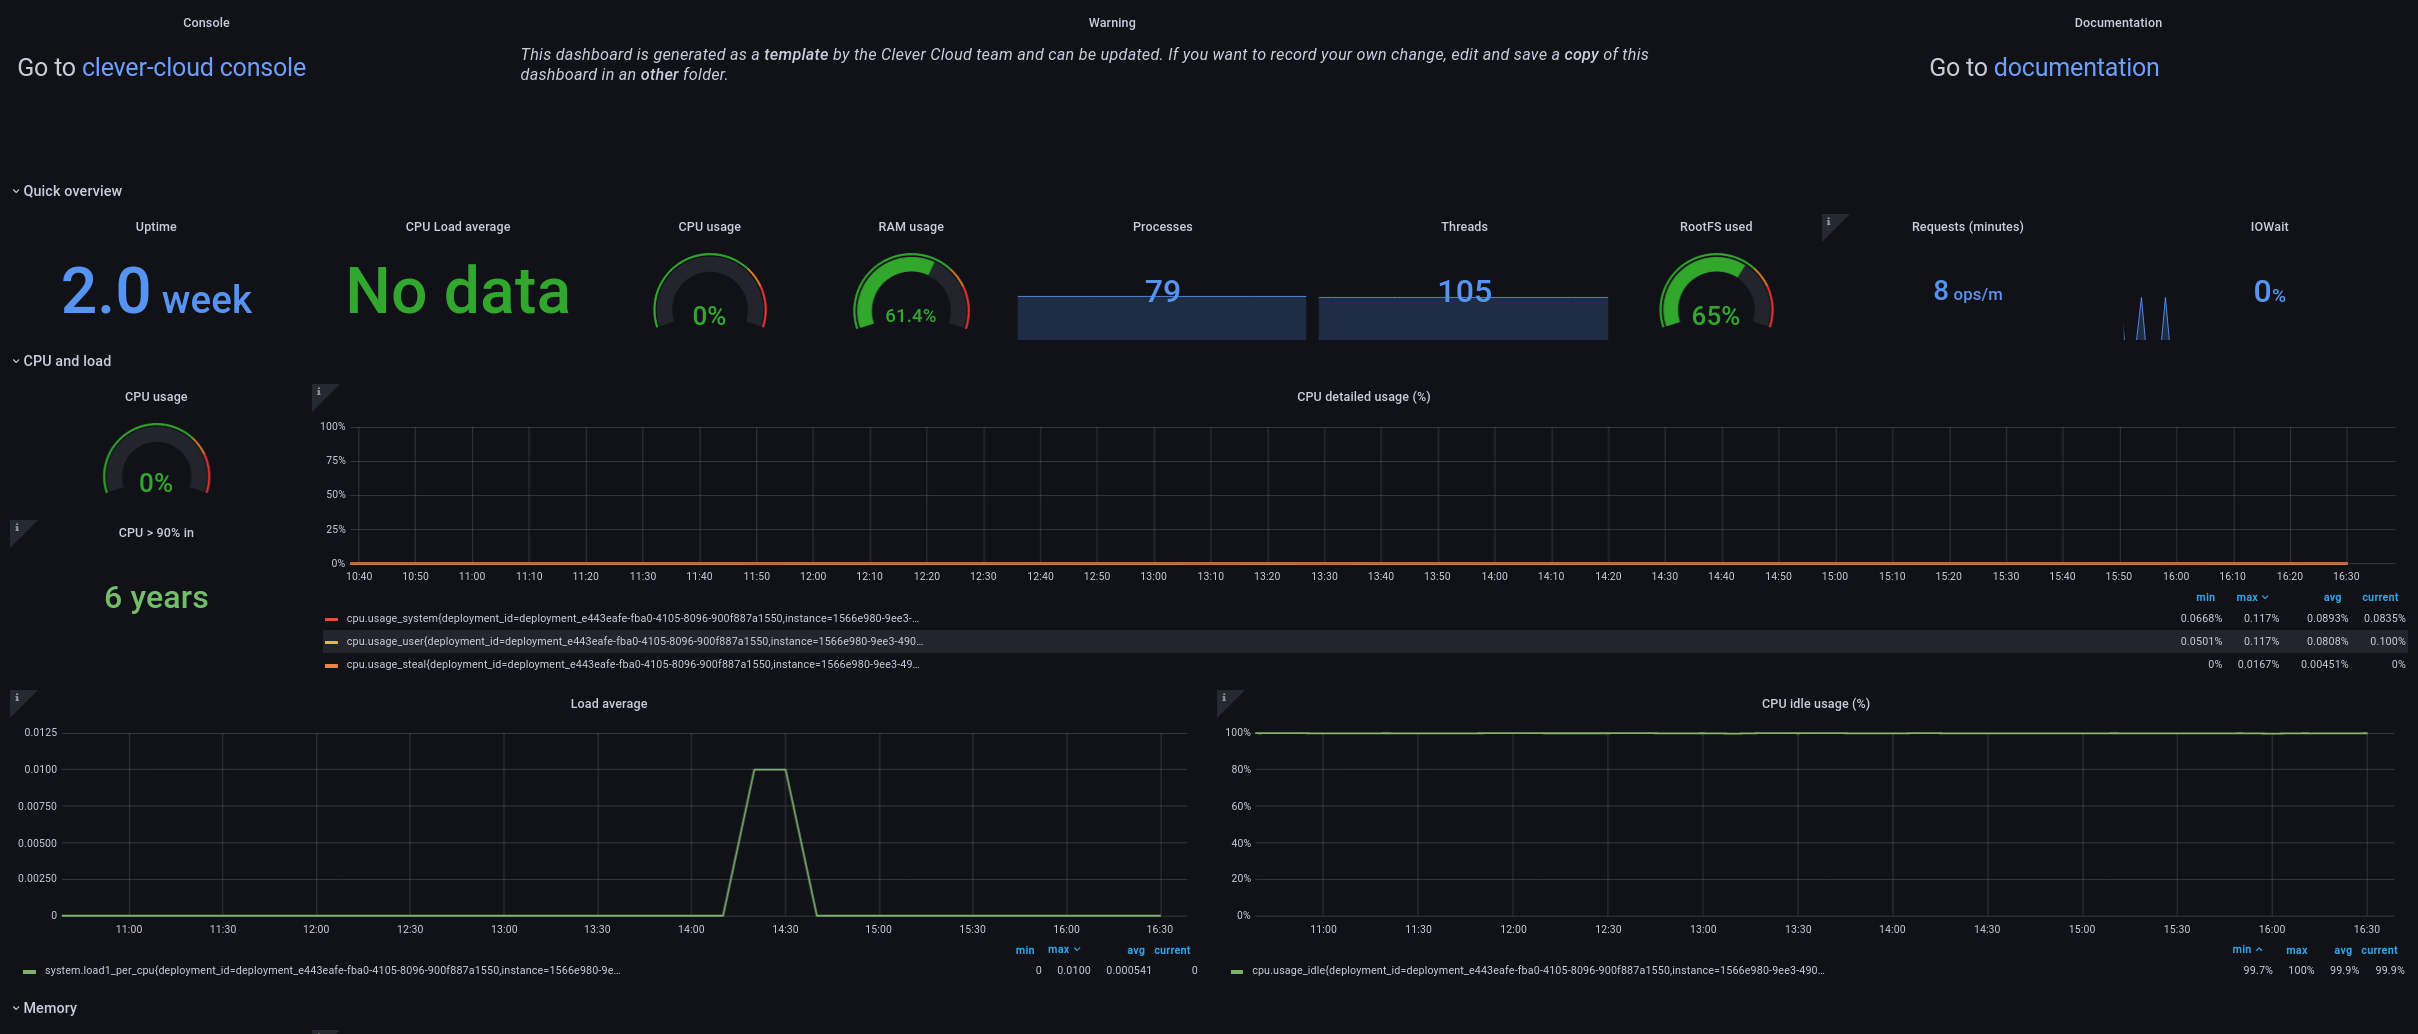 Console
Warning
Documentation
Go to clever-cloud console
This dashboard is generated as a template by the Clever Cloud team and can be updated. If you want to record your own change, edit and save a copy of this
dashboard in an other folder.
Go to documentation
Quick overview
Uptime
CPU Load average
CPU usage
RAM usage
Processes
Threads
RootFS used
Requests (minutes)
IOWait
2.0 week
No data
0%
61.4%
79
105
65%
8 ops/m
0%
CPU and load
CPU usage
0%
CPU > 90% in
6 years
CPU detailed usage (%)
100%
75%
50%
25%
0%
10:40 10:50 11:00 11:10 11:20 11:30 11:40 11:50 12:00 12:10 12:20 12:30 12:40 12:50 13:00 13:10 13:20 13:30 13:40 13:50 14:00 14:10 14:20 14:30 14:40 14:50 15:00 15:10 15:20 15:30 15:40 15:50 16:00 16:10 16:20 16:30
min max avg current
cpu.usage_system{deployment_id=deployment_e443eafe-fba0-4105-8096-900f887a1550,instance=1566e980-9ee3-… 0.0668% 0.117% 0.0893% 0.0835%
cpu.usage_user{deployment_id=deployment_e443eafe-fba0-4105-8096-900f887a1550,instance=1566e980-9ee3-490… 0.0501% 0.117% 0.0808% 0.100%
cpu.usage_steal{deployment_id=deployment_e443eafe-fba0-4105-8096-900f887a1550,instance=1566e980-9ee3-49… 0% 0.0167% 0.00451% 0%
Load average
0.0125
0.0100
0.00750
0.00500
0.00250
0
11:00 11:30 12:00 12:30 13:00 13:30 14:00 14:30 15:00 15:30 16:00 16:30
min max avg current
system.load1_per_cpu{deployment_id=deployment_e443eafe-fba0-4105-8096-900f887a1550,instance=1566e980-9e… 0 0.0100 0.000541 0
CPU idle usage (%)
100%
80%
60%
40%
20%
0%
11:00 11:30 12:00 12:30 13:00 13:30 14:00 14:30 15:00 15:30 16:00 16:30
min max avg current
cpu.usage_idle{deployment_id=deployment_e443eafe-fba0-4105-8096-900f887a1550,instance=1566e980-9ee3-490… 99.7% 100% 99.9% 99.9%
Memory